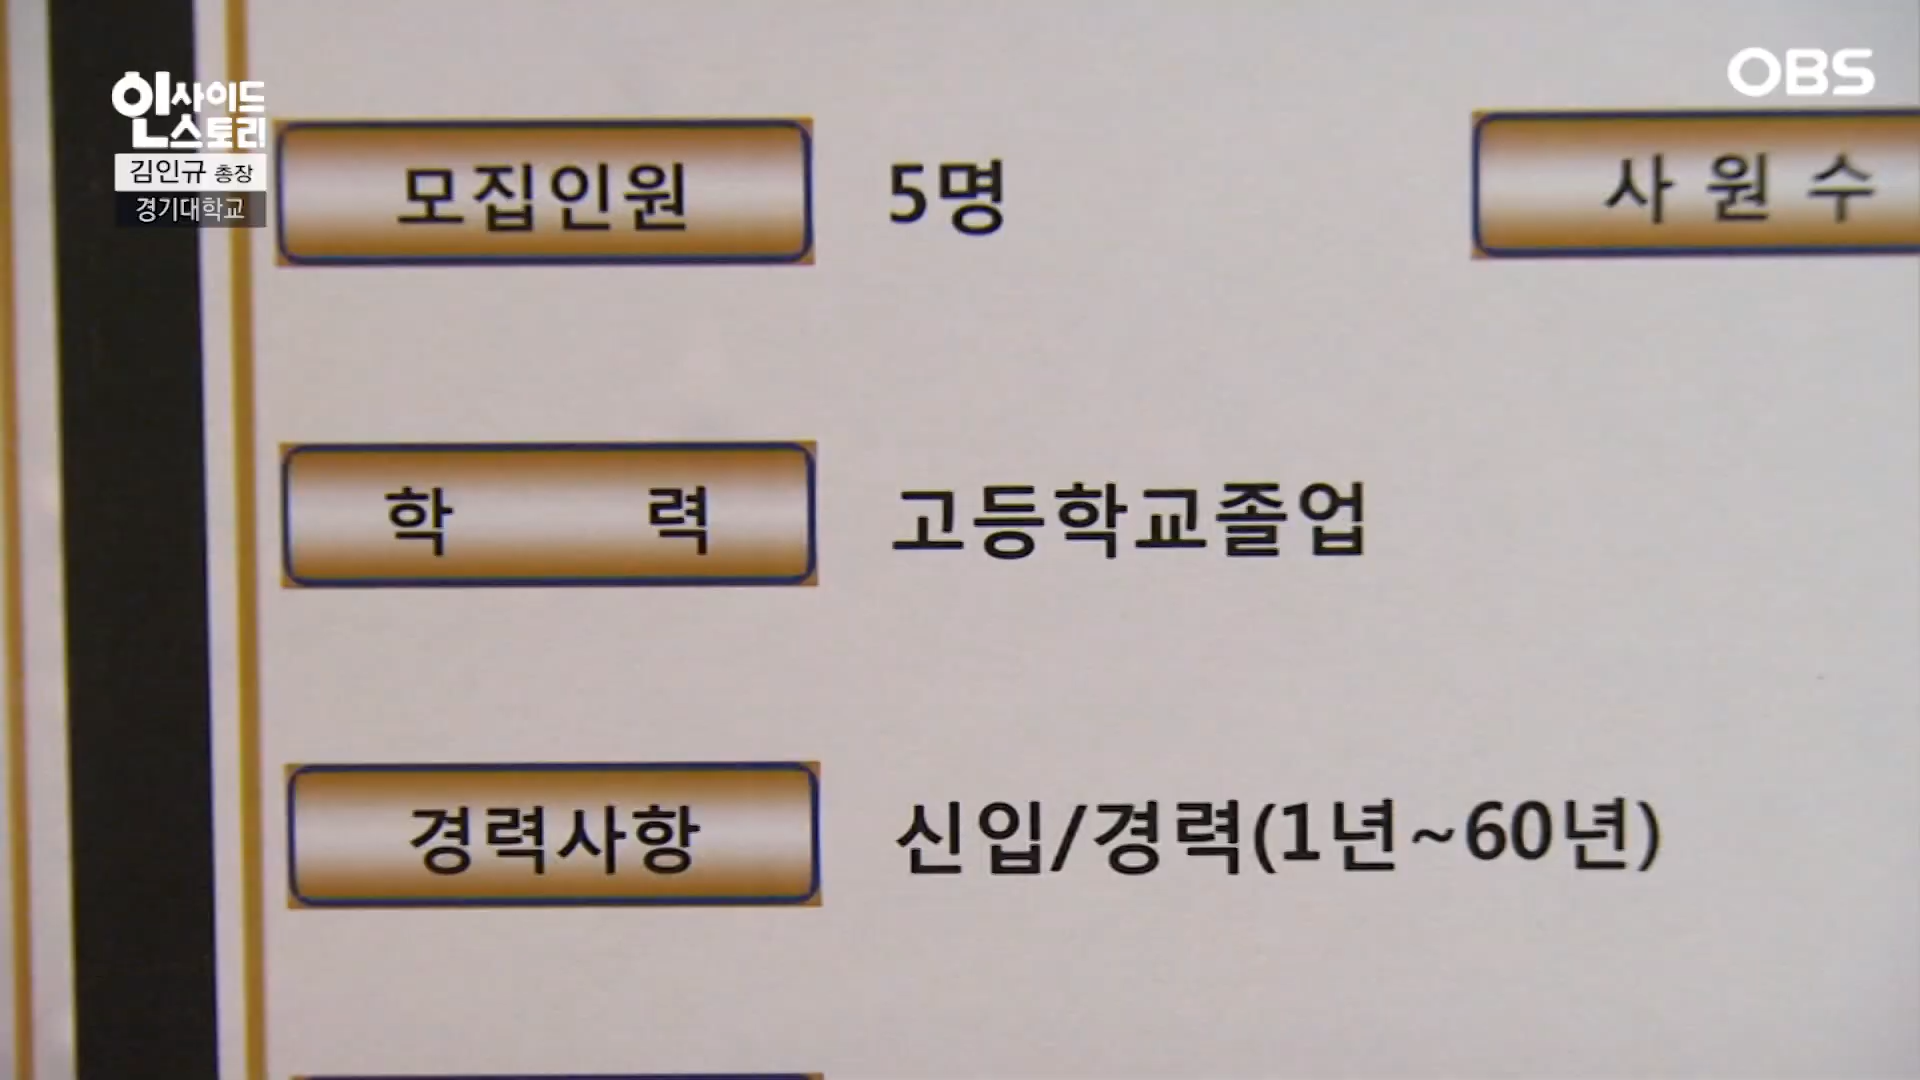 인사이드
스토리
김인규 총장
경기대학교
OBS
모집인원 5명 사원수
학력 고등학교졸업
경력사항 신입/경력(1년~60년)